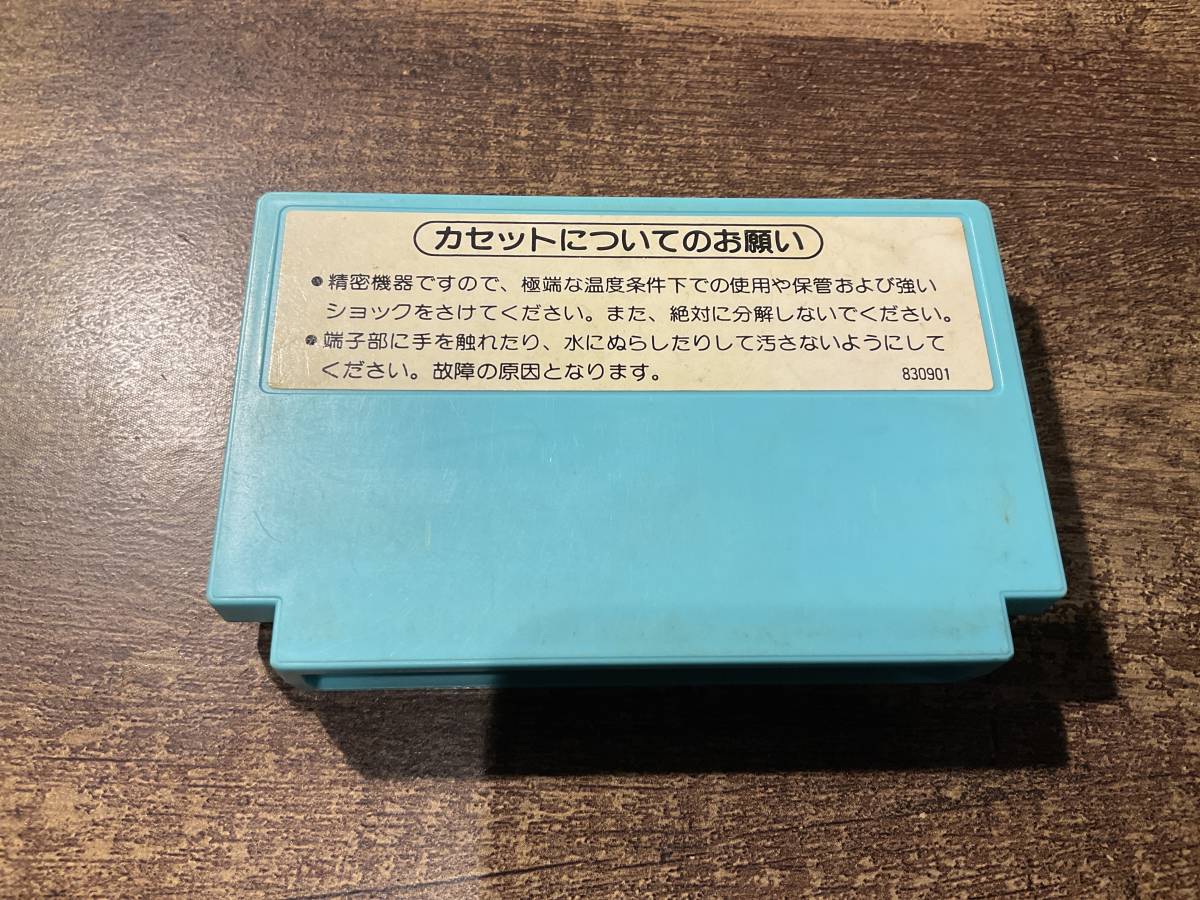 カセットについてのお願い
●精密機器ですので、極端な温度条件下での使用や保管および強い
ショックをさけてください。また、絶対に分解しないでください。
●端子部に手を触れたり、水にぬらしたりして汚さないようにして
ください。故障の原因となります。
830901